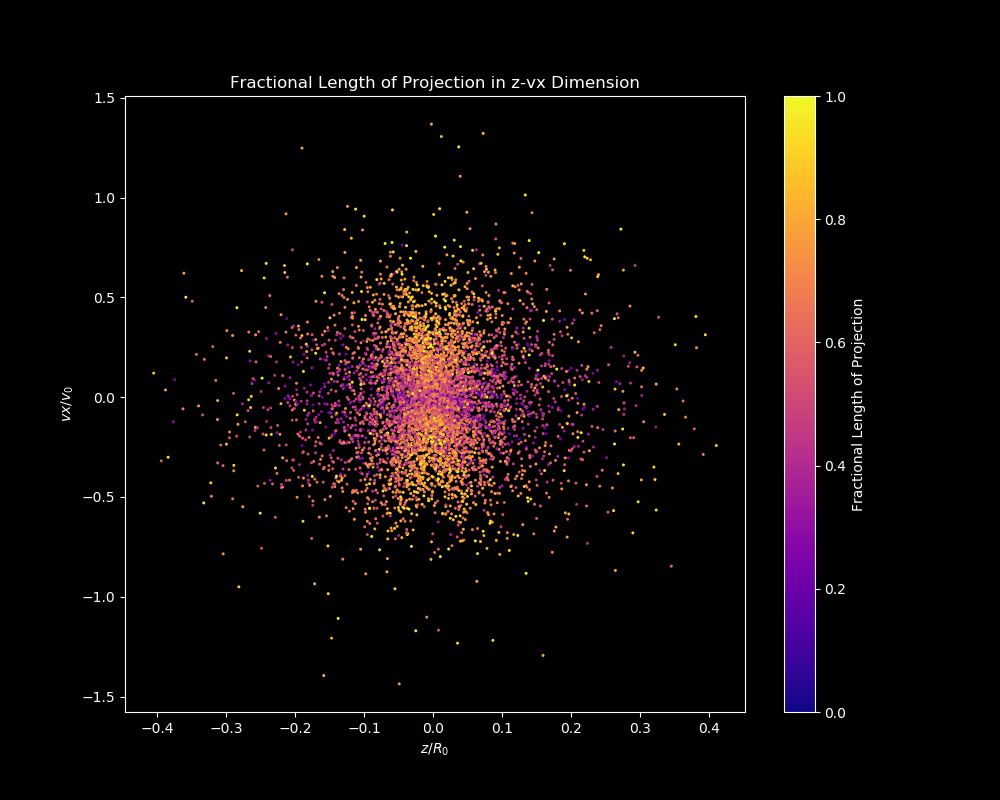 Fractional Length of Projection in z-vx Dimension
1.5
1.0
0.5
0.0
−0.5
−1.0
−1.5
vx/v₀
−0.4 −0.3 −0.2 −0.1 0.0 0.1 0.2 0.3 0.4
z/R₀
1.0
0.8
0.6
0.4
0.2
0.0
Fractional Length of Projection